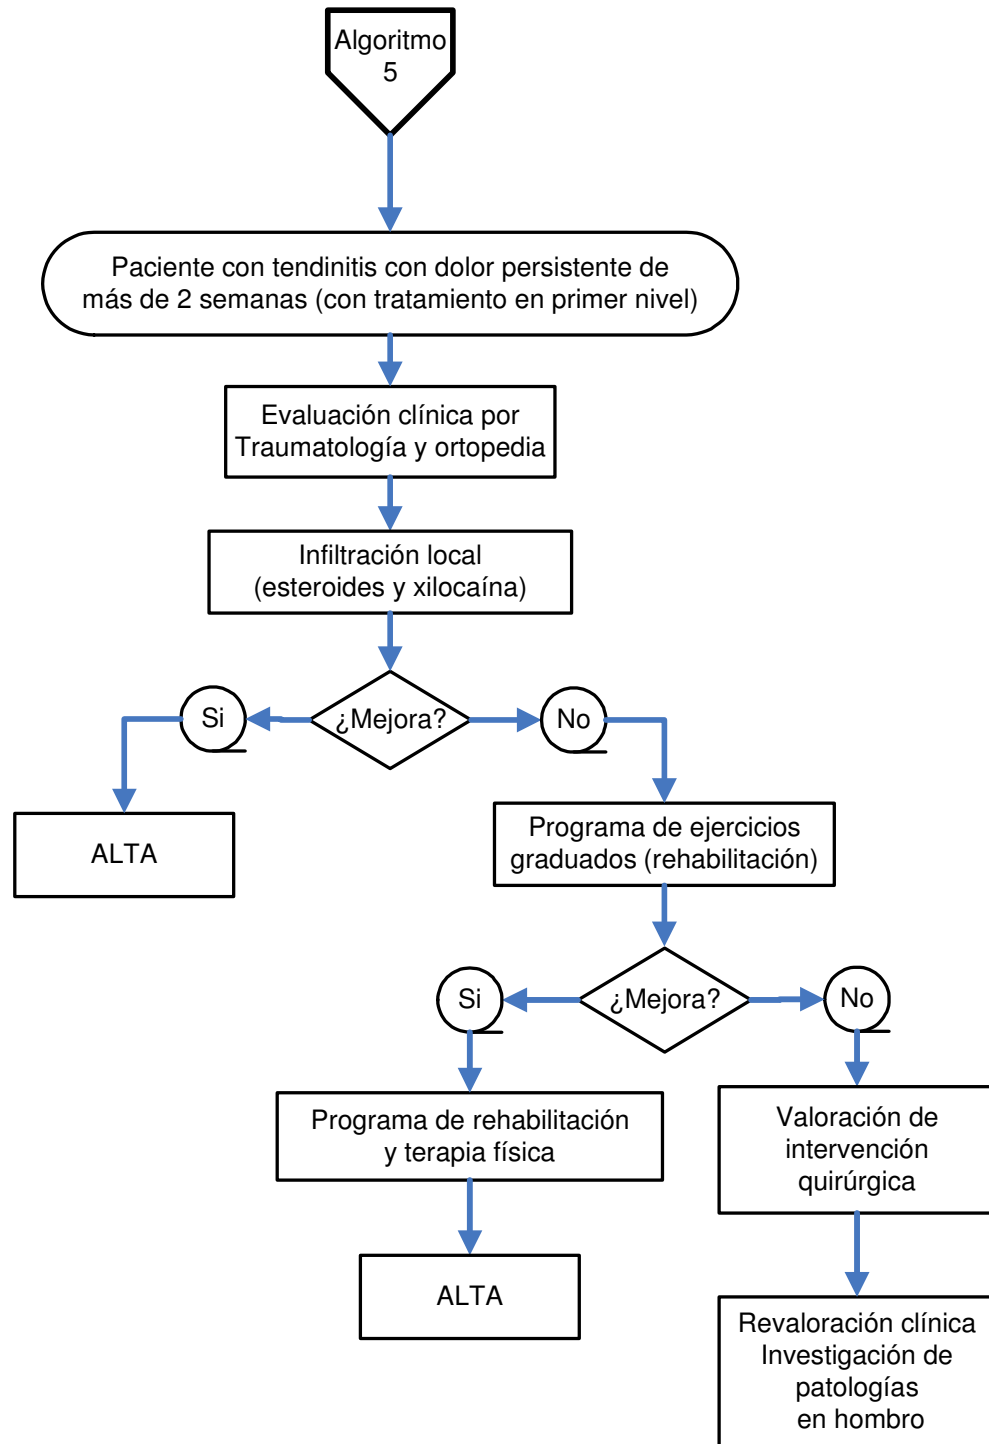 Algoritmo
5
Paciente con tendinitis con dolor persistente de
más de 2 semanas (con tratamiento en primer nivel)
Evaluación clínica por
Traumatología y ortopedia
Infiltración local
(esteroides y xilocaína)
Si
¿Mejora?
No
ALTA
Programa de ejercicios
graduados (rehabilitación)
Si
¿Mejora?
No
Programa de rehabilitación
y terapia física
Valoración de
intervención
quirúrgica
ALTA
Revaloración clínica
Investigación de
patologías
en hombro